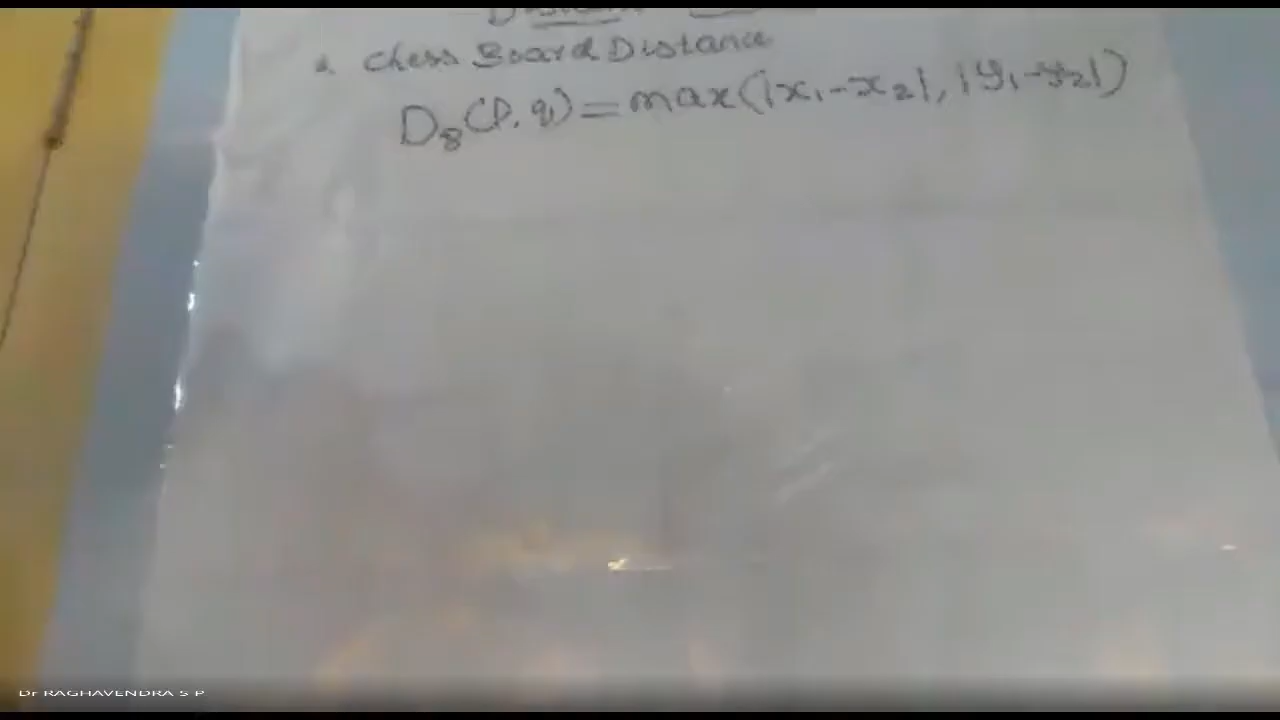 2. Chess Board Distance
D₈(P,q)=max(|x₁-x₂|,|y₁-y₂|)
Dr RAGHAVENDRA S P